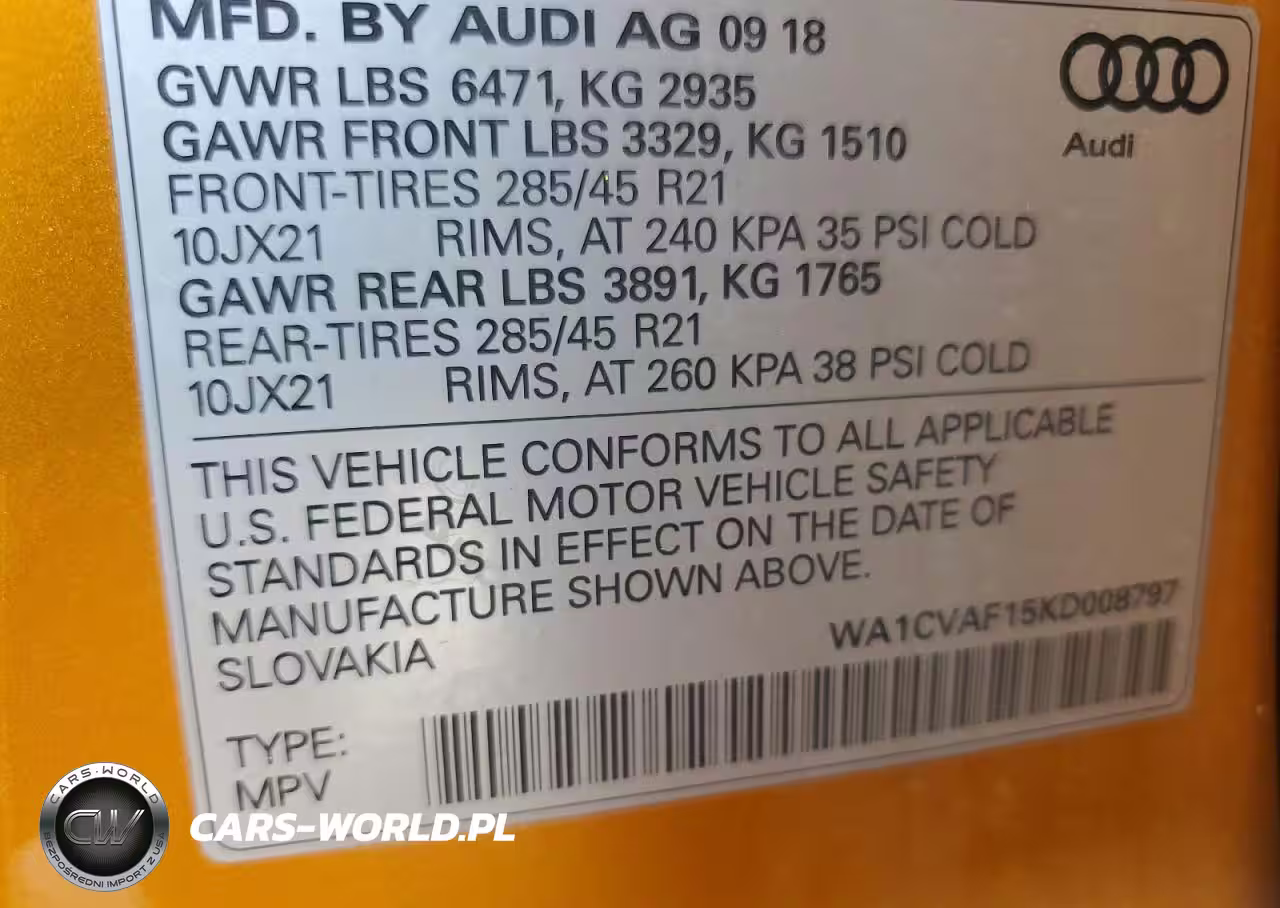 MFD. BY AUDI AG 09 18
GVWR LBS 6471, KG 2935
GAWR FRONT LBS 3329, KG 1510
FRONT-TIRES 285/45 R21
10JX21 RIMS, AT 240 KPA 35 PSI COLD
GAWR REAR LBS 3891, KG 1765
REAR-TIRES 285/45 R21
10JX21 RIMS, AT 260 KPA 38 PSI COLD
Audi
THIS VEHICLE CONFORMS TO ALL APPLICABLE
U.S. FEDERAL MOTOR VEHICLE SAFETY
STANDARDS IN EFFECT ON THE DATE OF
MANUFACTURE SHOWN ABOVE.
SLOVAKIA
WA1CVAF15KD008797
TYPE:
MPV
CARS-WORLD
CW
BEZPOŚREDNI IMPORT Z USA
CARS-WORLD.PL